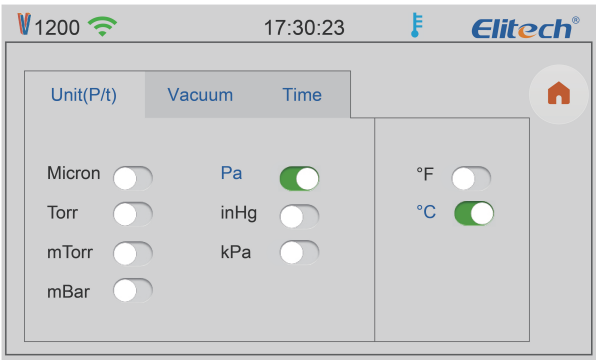 1200 17:30:23 Elitech®
Unit(P/t) Vacuum Time
Micron Pa °F
Torr inHg °C
mTorr kPa
mBar